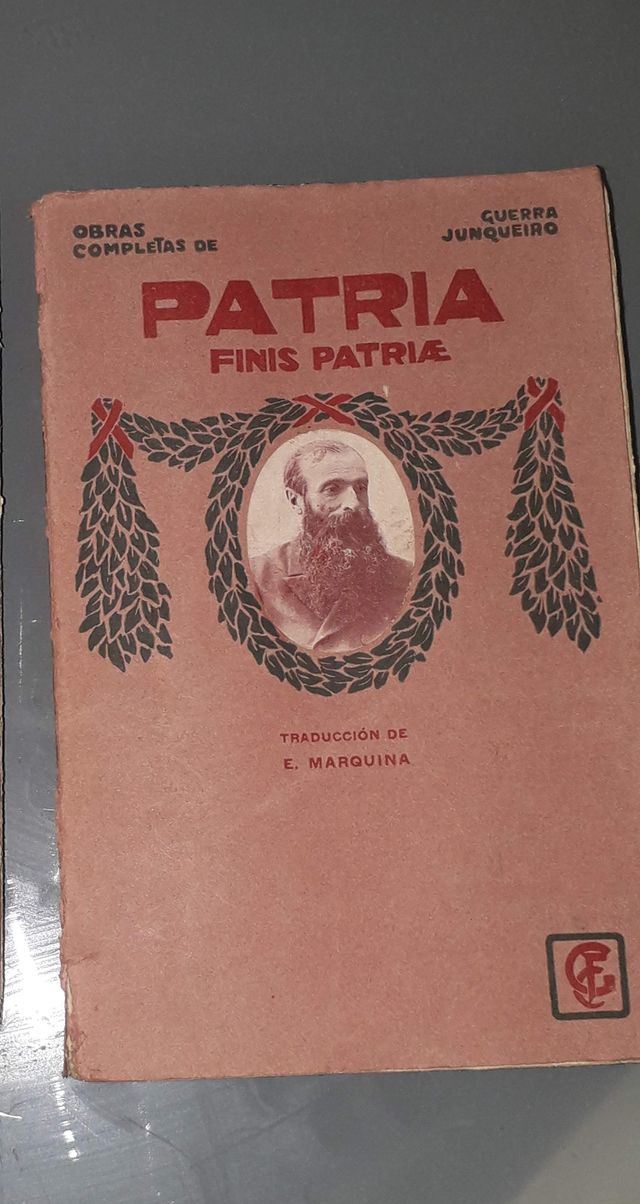 OBRAS
COMPLETAS DE
GUERRA
JUNQUEIRO
PATRIA
FINIS PATRIÆ
TRADUCCIÓN DE
E. MARQUINA